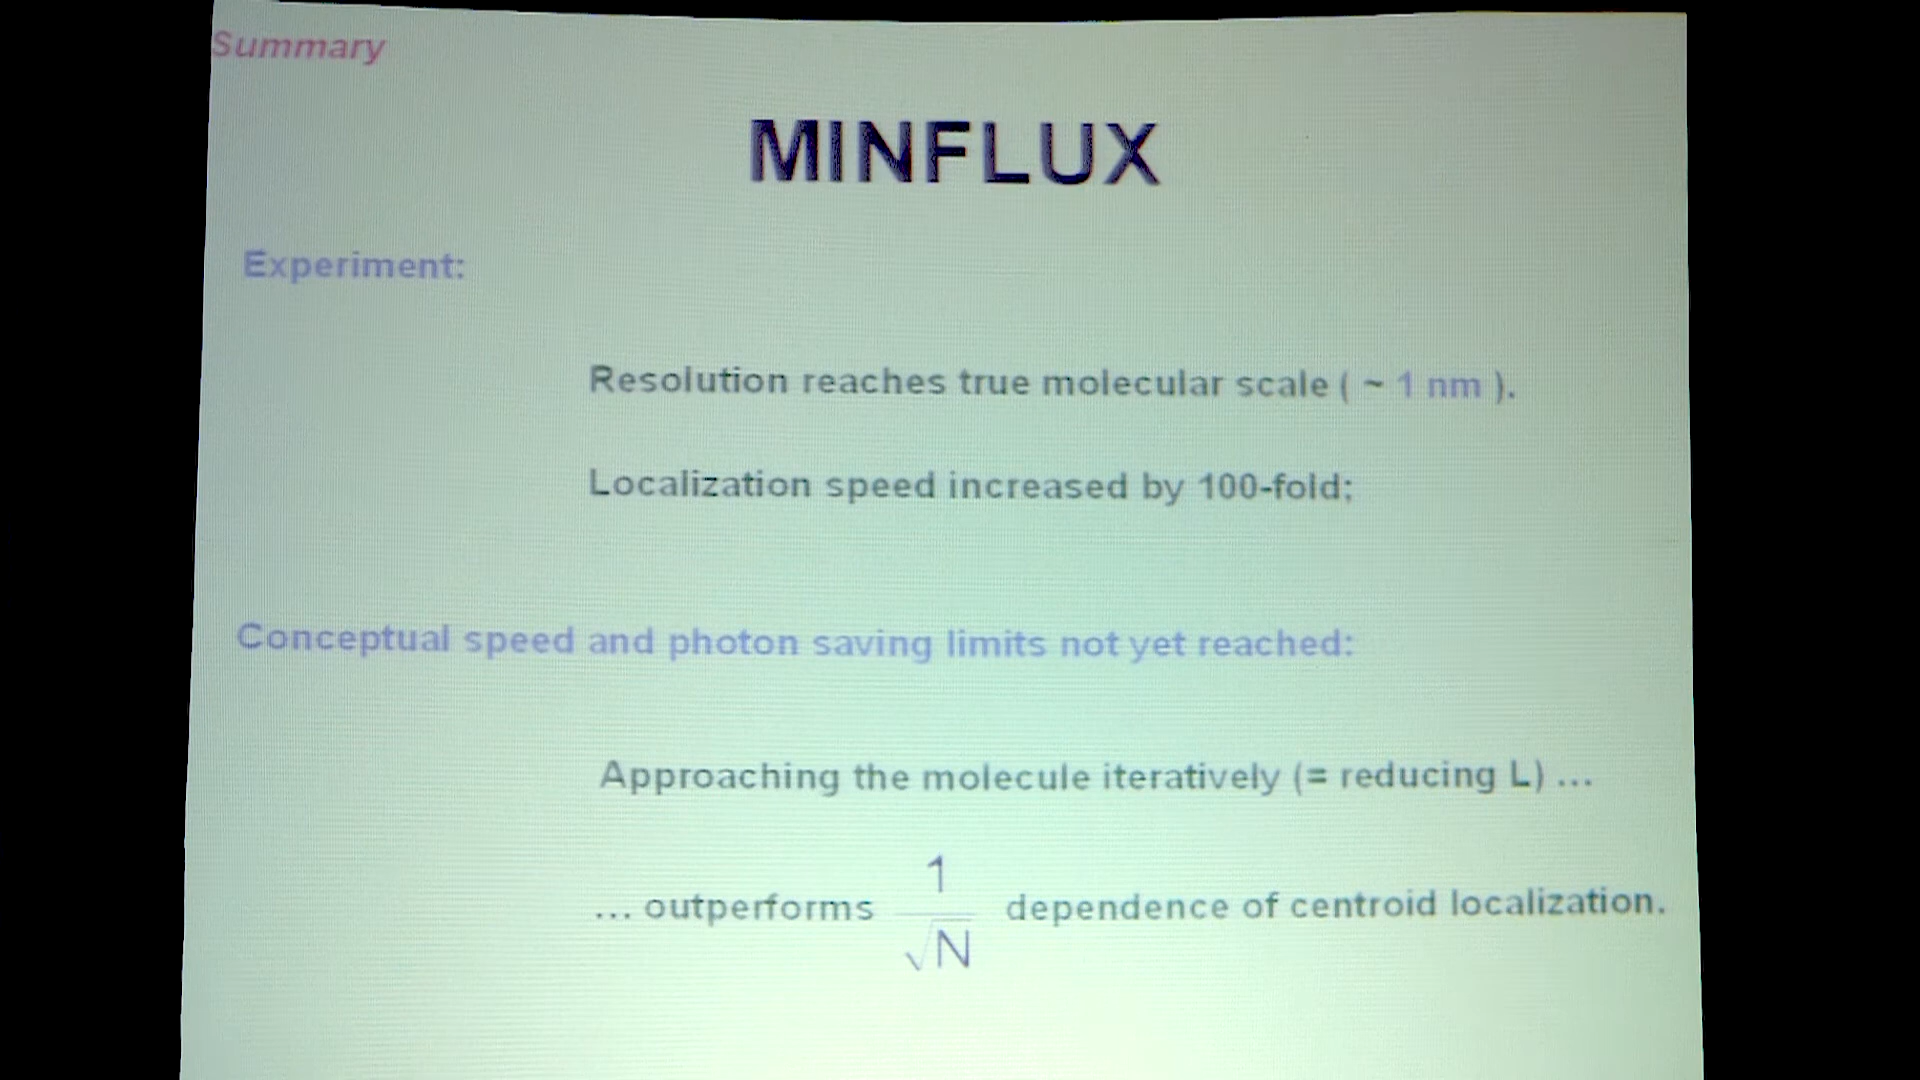 Summary
MINFLUX
Experiment:
Resolution reaches true molecular scale ( ~ 1 nm ).
Localization speed increased by 100-fold;
Conceptual speed and photon saving limits not yet reached:
Approaching the molecule iteratively (= reducing L) ...
... outperforms 1/√N dependence of centroid localization.